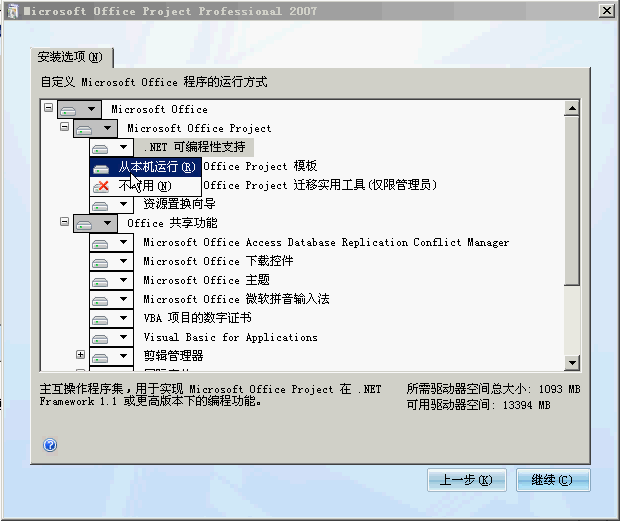 Microsoft Office Project Professional 2007
安装选项(N)
自定义 Microsoft Office 程序的运行方式
Microsoft Office
Microsoft Office Project
.NET 可编程性支持
从本机运行(R) Office Project 模板
(N) Office Project 迁移实用工具(仅限管理员)
资源置换向导
Office 共享功能
Microsoft Office Access Database Replication Conflict Manager
Microsoft Office 下载控件
Microsoft Office 主题
Microsoft Office 微软拼音输入法
VBA 项目的数字证书
Visual Basic for Applications
剪辑管理器
主互操作程序集,用于实现 Microsoft Office Project 在 .NET
Framework 1.1 或更高版本下的编程功能。
所需驱动器空间总大小: 1093 MB
可用驱动器空间: 13394 MB
上一步(K)
继续(C)